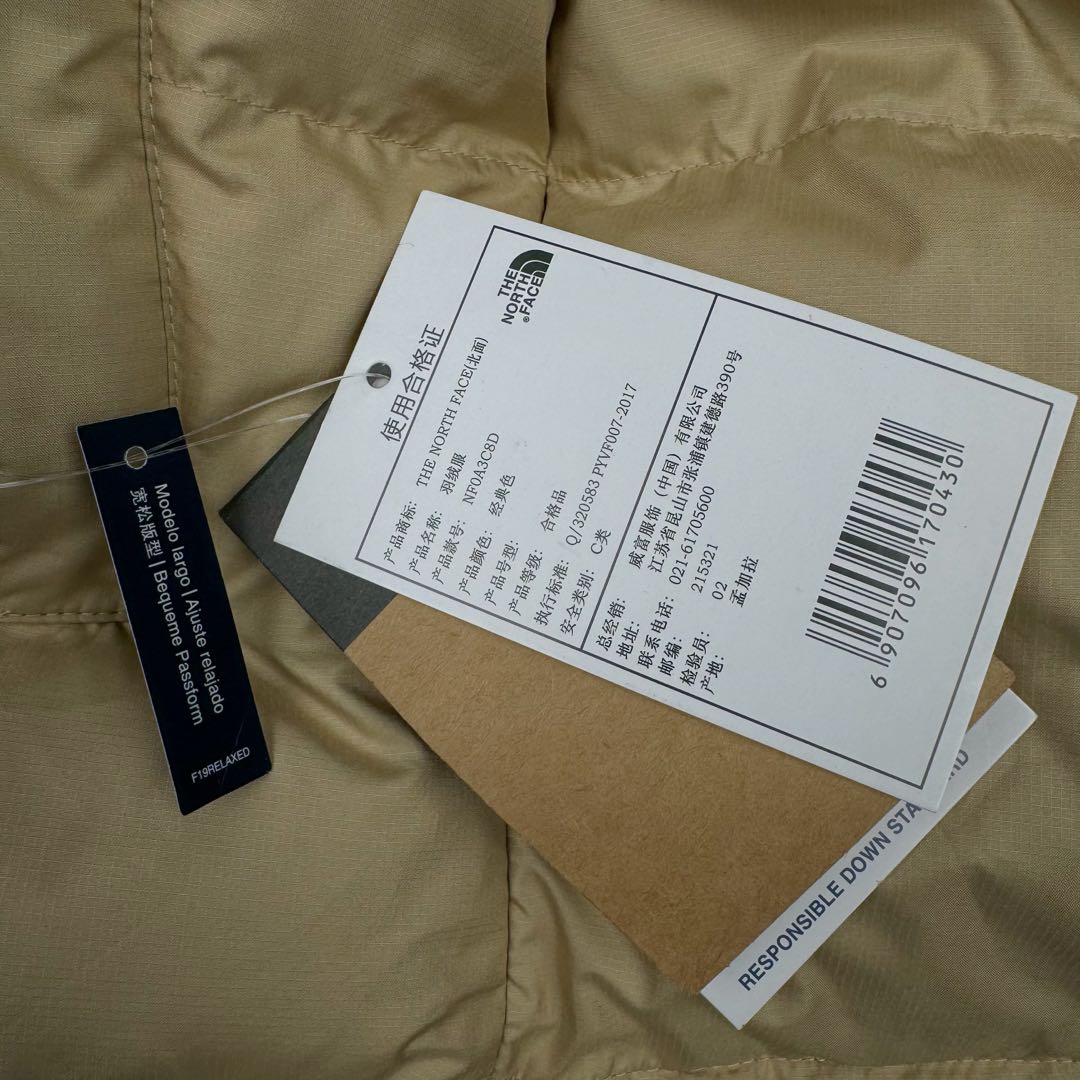 使用合格证
THE
NORTH
FACE®
产品商标: THE NORTH FACE(北面)
产品名称: 羽绒服
产品款号: NF0A3C8D
产品颜色: 经典色
产品号型:
产品等级: 合格品
执行标准: Q/320583 PYVF007-2017
安全类别: C类
总经销: 威富服饰（中国）有限公司
地址: 江苏省昆山市张浦镇建德路390号
联系电话: 021-61705600
邮编: 215321
检验员: 02
产地: 孟加拉
6 907096 170430
Modelo largo | Ajuste relajado
宽松版型 | Bequeme Passform
F19RELAXED
RESPONSIBLE DOWN STA RD